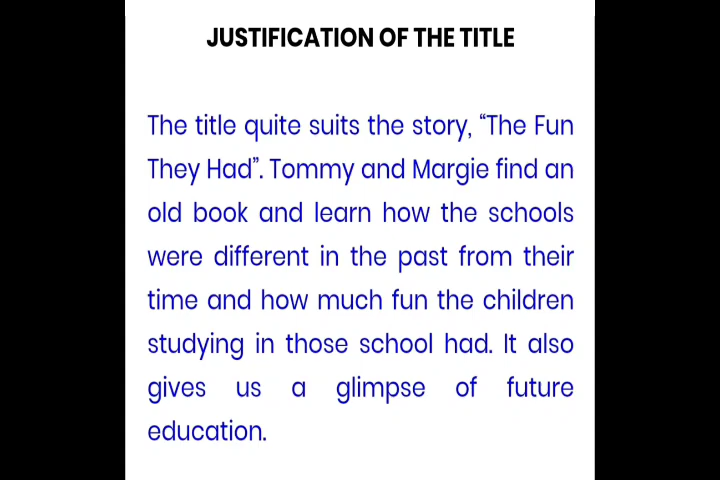 JUSTIFICATION OF THE TITLE
The title quite suits the story, “The Fun
They Had”. Tommy and Margie find an
old book and learn how the schools
were different in the past from their
time and how much fun the children
studying in those school had. It also
gives us a glimpse of future
education.